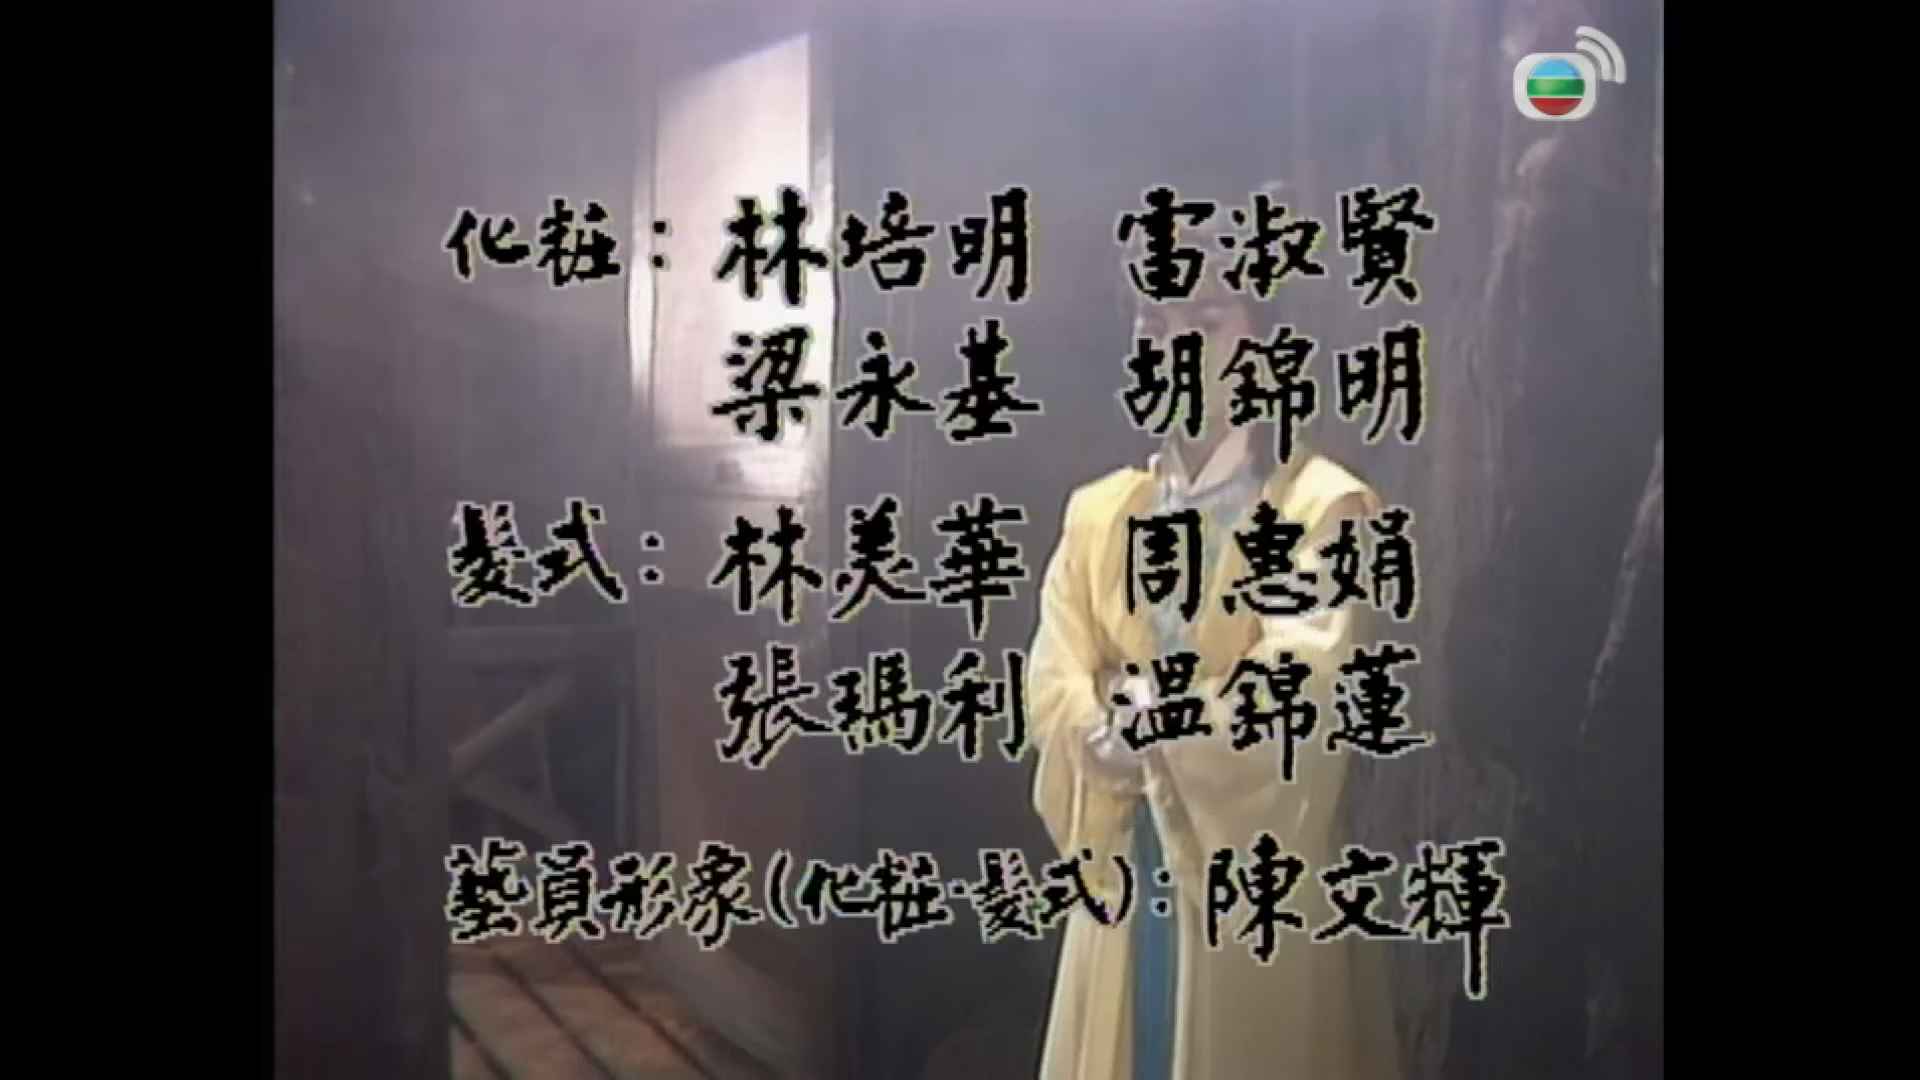 化粧：林培明 雷淑賢
梁永基 胡錦明
髮式：林美華 周惠娟
張瑪利 溫錦蓮
藝員形象(化粧·髮式)：陳文輝